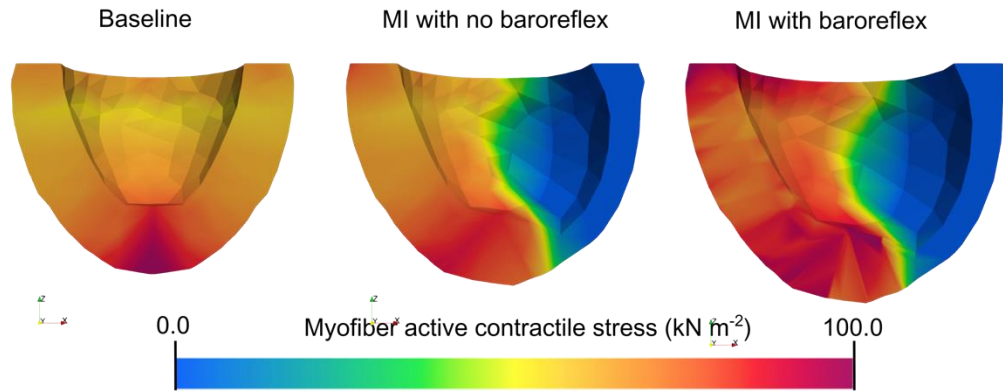 Baseline
MI with no baroreflex
MI with baroreflex
Z
Y
X
Z
Y
X
Z
Y
X
0.0
Myofiber active contractile stress (kN m⁻²)
100.0